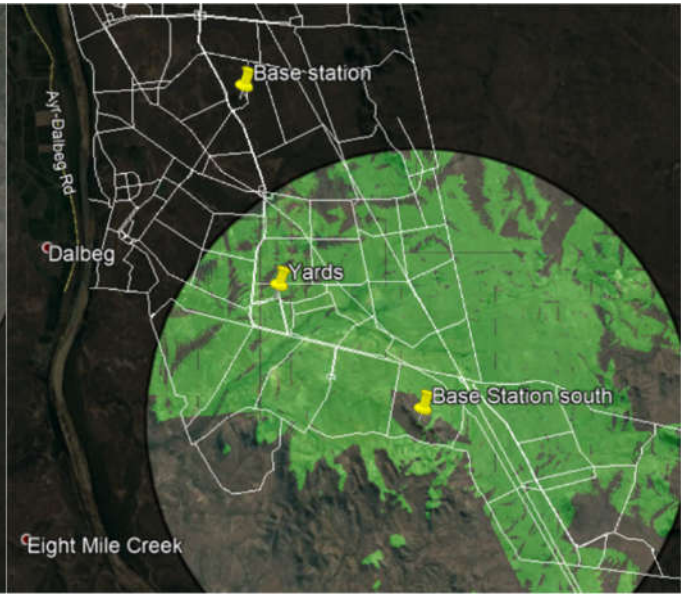 Base station
Ayr-Dalbeg Rd
Dalbeg
Yards
Base Station south
Eight Mile Creek